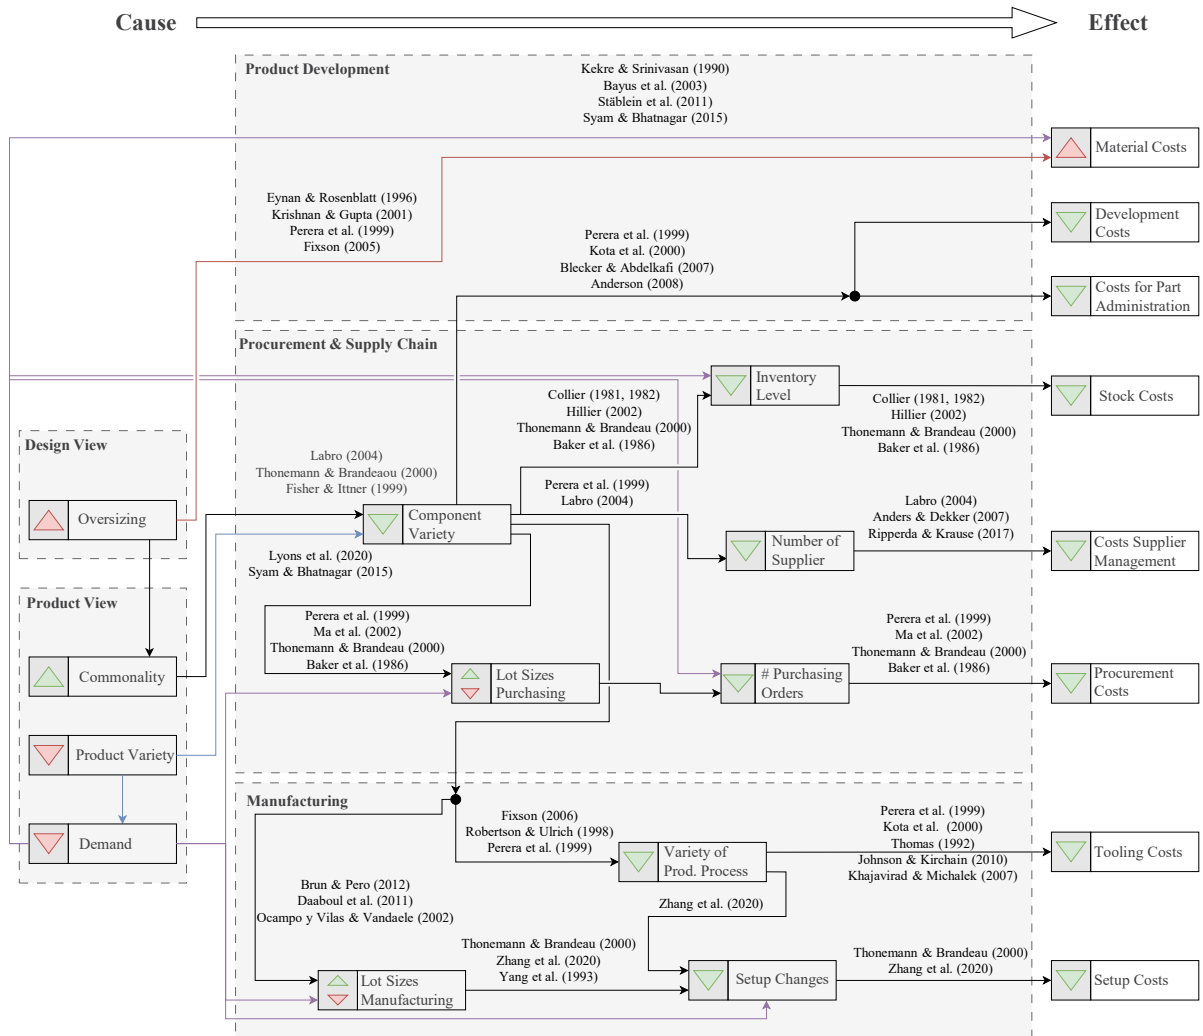 Cause
Effect
Product Development
Kekre & Srinivasan (1990)
Bayus et al. (2003)
Stäblein et al. (2011)
Syam & Bhatnagar (2015)
Material Costs
Eynan & Rosenblatt (1996)
Krishnan & Gupta (2001)
Perera et al. (1999)
Fixson (2005)
Development
Costs
Perera et al. (1999)
Kota et al. (2000)
Blecker & Abdelkafi (2007)
Anderson (2008)
Costs for Part
Administration
Procurement & Supply Chain
Inventory
Level
Collier (1981, 1982)
Hillier (2002)
Thonemann & Brandeau (2000)
Baker et al. (1986)
Collier (1981, 1982)
Hillier (2002)
Thonemann & Brandeau (2000)
Baker et al. (1986)
Stock Costs
Design View
Oversizing
Labro (2004)
Thonemann & Brandeaou (2000)
Fisher & Ittner (1999)
Component
Variety
Perera et al. (1999)
Labro (2004)
Number of
Supplier
Labro (2004)
Anders & Dekker (2007)
Ripperda & Krause (2017)
Costs Supplier
Management
Lyons et al. (2020)
Syam & Bhatnagar (2015)
Product View
Commonality
Product Variety
Demand
Perera et al. (1999)
Ma et al. (2002)
Thonemann & Brandeau (2000)
Baker et al. (1986)
Lot Sizes
Purchasing
# Purchasing
Orders
Perera et al. (1999)
Ma et al. (2002)
Thonemann & Brandeau (2000)
Baker et al. (1986)
Procurement
Costs
Manufacturing
Fixson (2006)
Robertson & Ulrich (1998)
Perera et al. (1999)
Variety of
Prod. Process
Perera et al. (1999)
Kota et al. (2000)
Thomas (1992)
Johnson & Kirchain (2010)
Khajavirad & Michalek (2007)
Tooling Costs
Brun & Pero (2012)
Daaboul et al. (2011)
Ocampo y Vilas & Vandaele (2002)
Zhang et al. (2020)
Lot Sizes
Manufacturing
Thonemann & Brandeau (2000)
Zhang et al. (2020)
Yang et al. (1993)
Setup Changes
Thonemann & Brandeau (2000)
Zhang et al. (2020)
Setup Costs